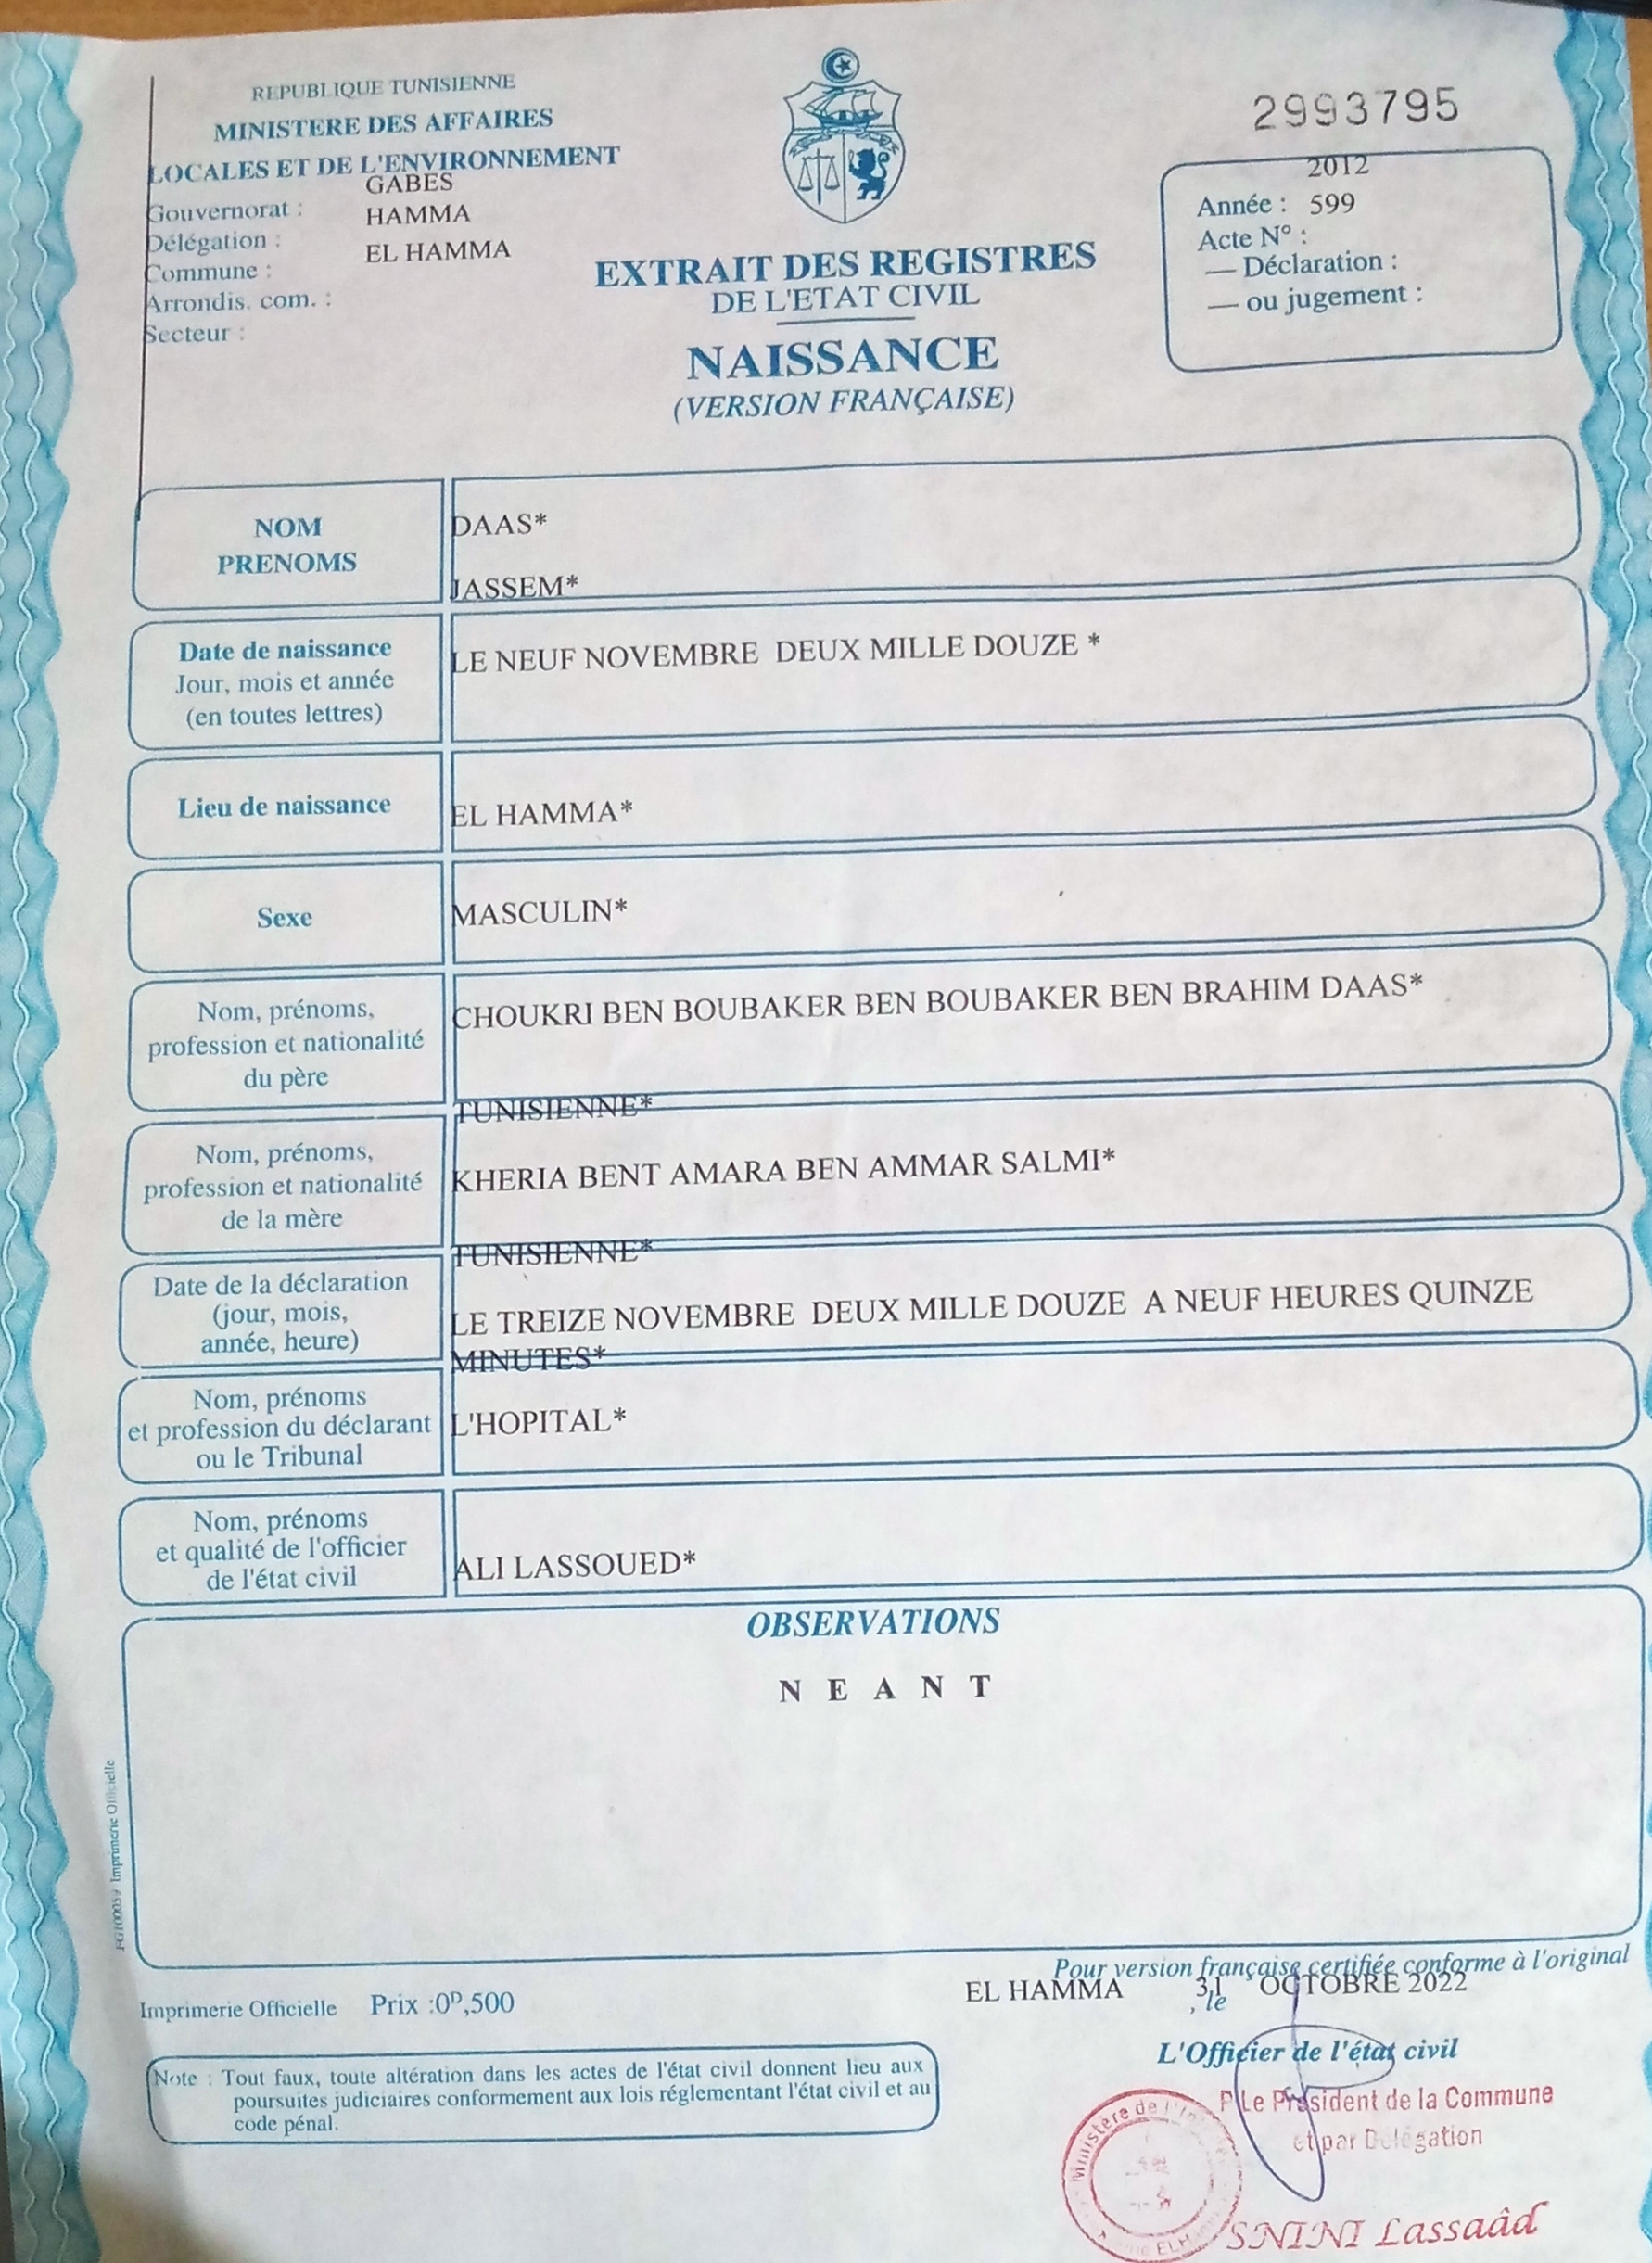 REPUBLIQUE TUNISIENNE
MINISTERE DES AFFAIRES
LOCALES ET DE L'ENVIRONNEMENT
GABES
Gouvernorat :
HAMMA
Délégation :
EL HAMMA
Commune :
Arrondis. com. :
Secteur :
EXTRAIT DES REGISTRES
DE L'ETAT CIVIL
NAISSANCE
(VERSION FRANÇAISE)
2993795
2012
Année : 599
Acte N° :
— Déclaration :
— ou jugement :
NOM
PRENOMS
DAAS*
JASSEM*
Date de naissance
Jour, mois et année
(en toutes lettres)
LE NEUF NOVEMBRE DEUX MILLE DOUZE *
Lieu de naissance
EL HAMMA*
Sexe
MASCULIN*
Nom, prénoms,
profession et nationalité
du père
CHOUKRI BEN BOUBAKER BEN BOUBAKER BEN BRAHIM DAAS*
TUNISIENNE*
Nom, prénoms,
profession et nationalité
de la mère
KHERIA BENT AMARA BEN AMMAR SALMI*
TUNISIENNE*
Date de la déclaration
(jour, mois,
année, heure)
LE TREIZE NOVEMBRE DEUX MILLE DOUZE A NEUF HEURES QUINZE
MINUTES*
Nom, prénoms
et profession du déclarant
ou le Tribunal
L'HOPITAL*
Nom, prénoms
et qualité de l'officier
de l'état civil
ALI LASSOUED*
OBSERVATIONS
N E A N T
Imprimerie Officielle
Pour version française certifiée conforme à l'original
EL HAMMA 31 OCTOBRE 2022
, le
Imprimerie Officielle Prix :0ᴰ,500
L'Officier de l'état civil
Note : Tout faux, toute altération dans les actes de l'état civil donnent lieu aux
poursuites judiciaires conformement aux lois réglementant l'état civil et au
code pénal.
P Le Président de la Commune
et par Délégation
Ministère de
SNINI Lassaâd